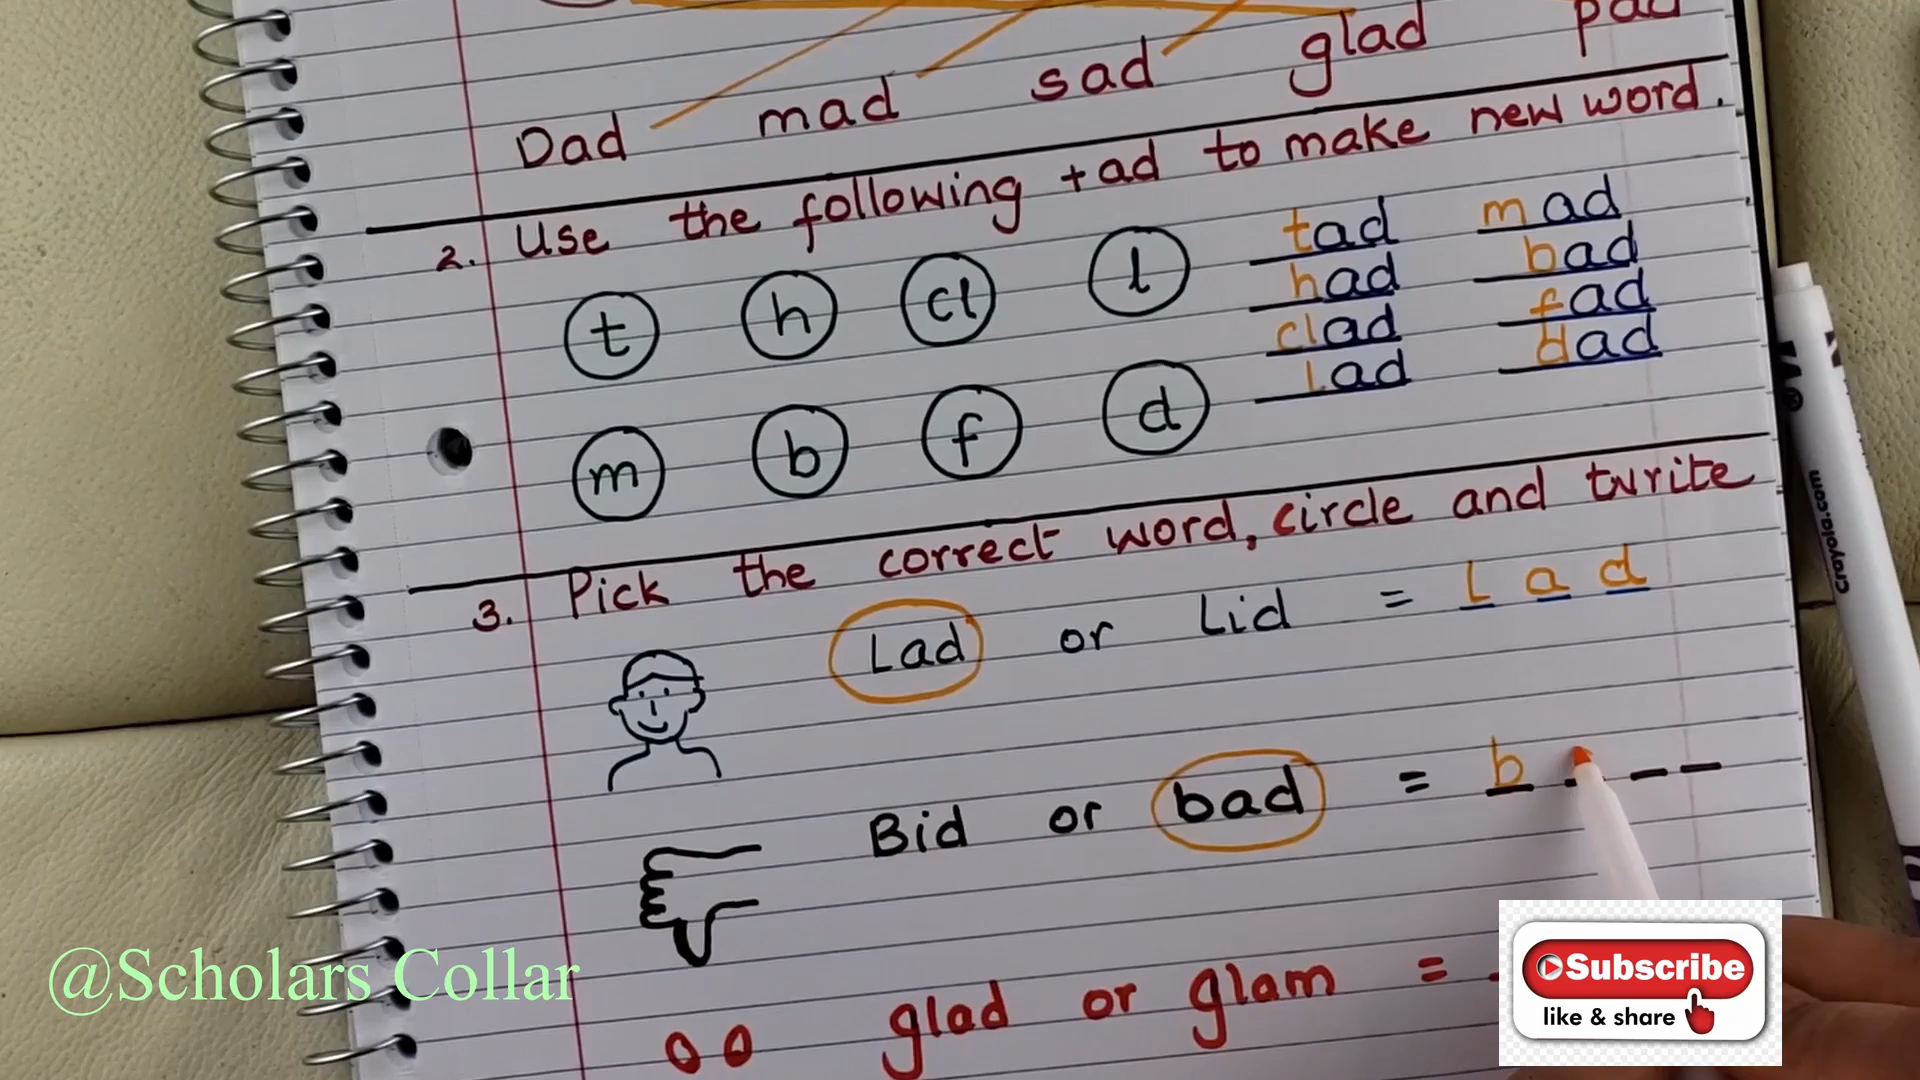 Dad mad sad glad pad
2. Use the following +ad to make new word.
t h cl l
tad mad
had bad
clad fad
lad dad
m b f d
3. Pick the correct word, circle and twrite
Lad or Lid = L a d
Bid or bad = b
glad or glam =
crayola.com
@Scholars Collar
Subscribe
like & share